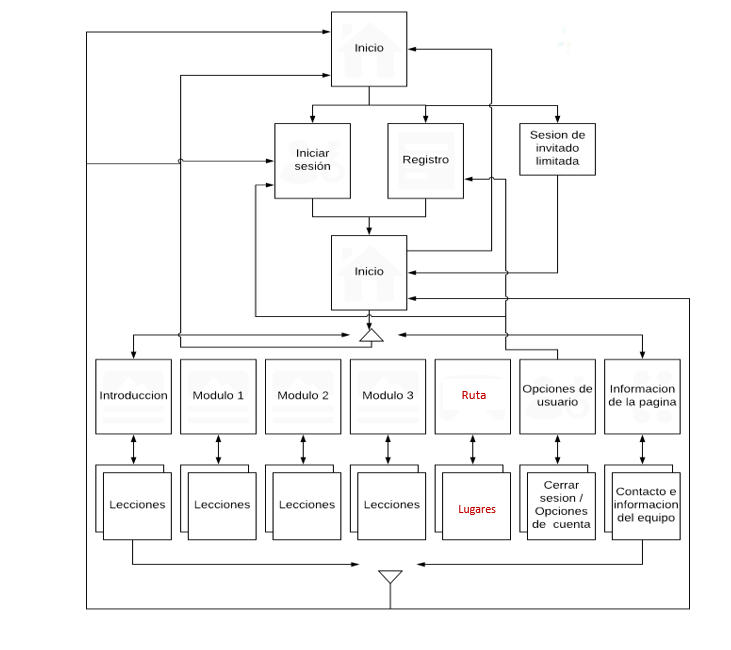 Inicio
Iniciar
sesión
Registro
Sesion de
invitado
limitada
Inicio
Introduccion
Modulo 1
Modulo 2
Modulo 3
Ruta
Opciones de
usuario
Informacion
de la pagina
Lecciones
Lecciones
Lecciones
Lecciones
Lugares
Cerrar
sesion /
Opciones
de cuenta
Contacto e
informacion
del equipo